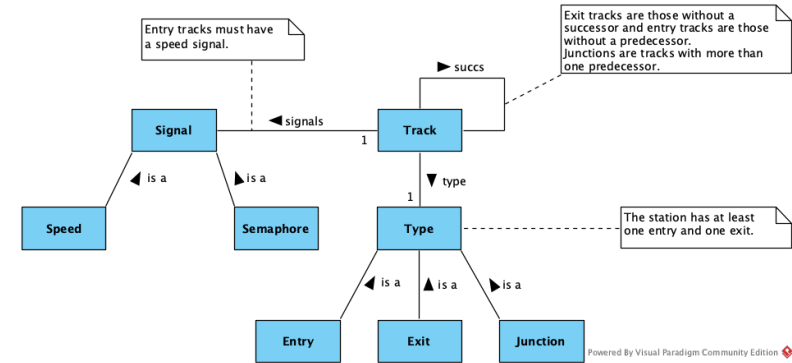 Entry tracks must have
a speed signal.
Exit tracks are those without a
successor and entry tracks are those
without a predecessor.
Junctions are tracks with more than
one predecessor.
succs
Signal
signals
1
Track
is a
is a
type
1
Speed
Semaphore
Type
The station has at least
one entry and one exit.
is a
is a
is a
Entry
Exit
Junction
Powered By Visual Paradigm Community Edition